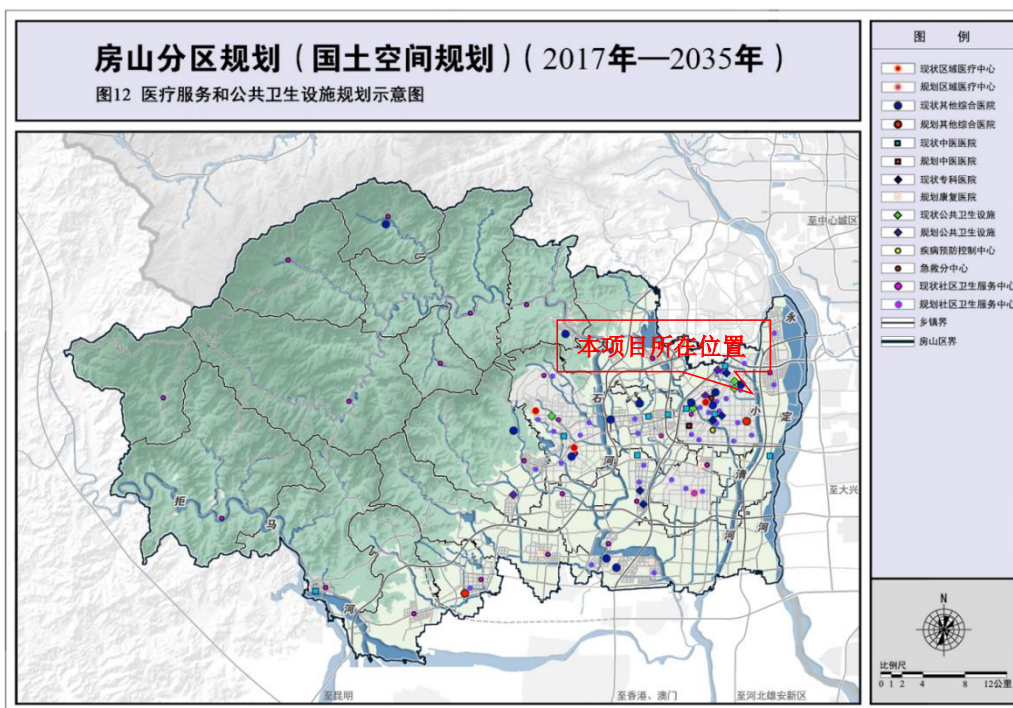 房山分区规划（国土空间规划）（2017年—2035年）
图12 医疗服务和公共卫生设施规划示意图
图 例
现状区域医疗中心
规划区域医疗中心
现状其他综合医院
规划其他综合医院
现状中医医院
规划中医医院
现状专科医院
规划康复医院
现状公共卫生设施
规划公共卫生设施
疾病预防控制中心
急救分中心
现状社区卫生服务中心
规划社区卫生服务中心
乡镇界
房山区界
至中心城区
永
定
河
本项目所在位置
石
河
小
清
河
至大兴
拒
马
河
至昆明
至香港、澳门
至河北雄安新区
N
比例尺
0 1 2 4 8 12公里